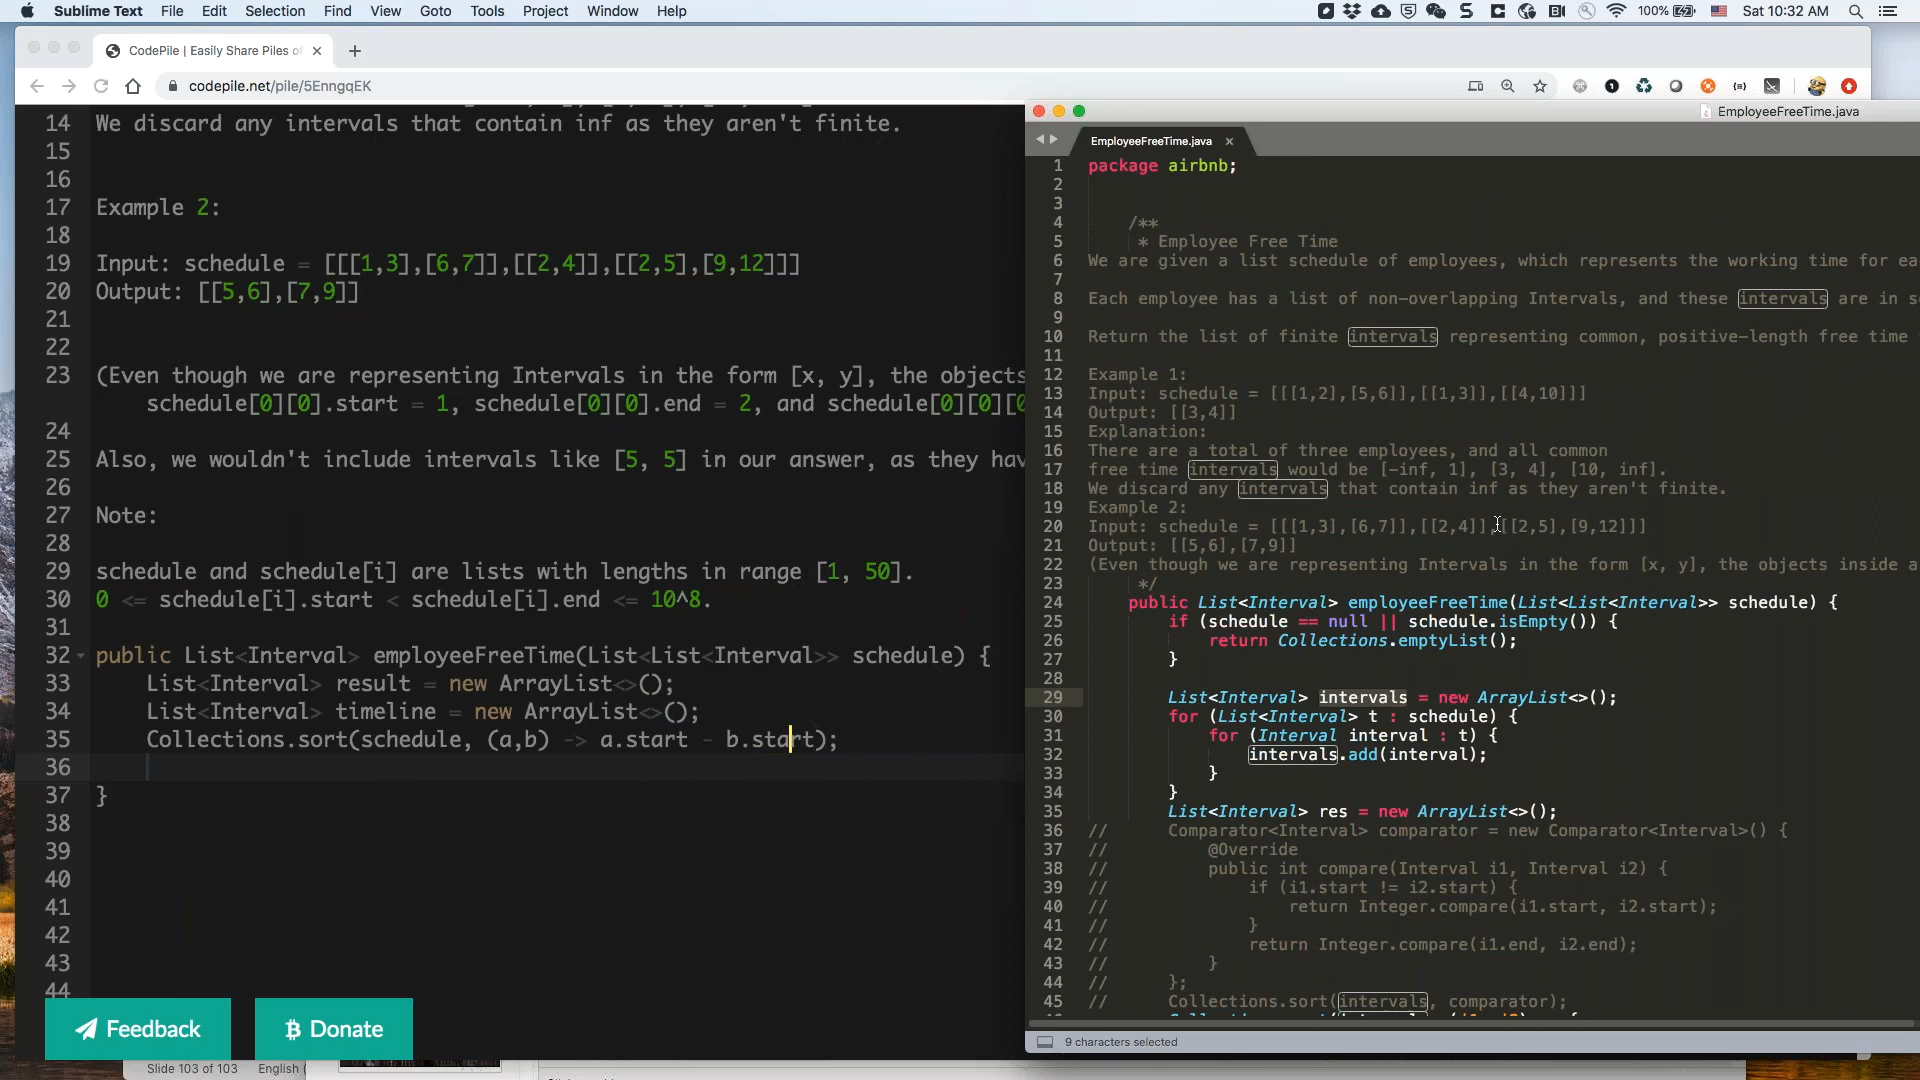 Sublime Text File Edit Selection Find View Goto Tools Project Window Help 100% Sat 10:32 AM
CodePile | Easily Share Piles of
codepile.net/pile/5EnngqEK
14 We discard any intervals that contain inf as they aren't finite.
15
16
17 Example 2:
18
19 Input: schedule = [[[1,3],[6,7]],[[2,4]],[[2,5],[9,12]]]
20 Output: [[5,6],[7,9]]
21
22
23 (Even though we are representing Intervals in the form [x, y], the objects
schedule[0][0].start = 1, schedule[0][0].end = 2, and schedule[0][0][0
24
25 Also, we wouldn't include intervals like [5, 5] in our answer, as they hav
26
27 Note:
28
29 schedule and schedule[i] are lists with lengths in range [1, 50].
30 0 <= schedule[i].start < schedule[i].end <= 10^8.
31
32 public List<Interval> employeeFreeTime(List<List<Interval>> schedule) {
33 List<Interval> result = new ArrayList<>();
34 List<Interval> timeline = new ArrayList<>();
35 Collections.sort(schedule, (a,b) -> a.start - b.start);
36
37 }
38
39
40
41
42
43
44
Feedback Donate
Slide 103 of 103 English (
EmployeeFreeTime.java
EmployeeFreeTime.java
1 package airbnb;
2
3
4 /**
5 * Employee Free Time
6 We are given a list schedule of employees, which represents the working time for ea
7
8 Each employee has a list of non-overlapping Intervals, and these intervals are in s
9
10 Return the list of finite intervals representing common, positive-length free time
11
12 Example 1:
13 Input: schedule = [[[1,2],[5,6]],[[1,3]],[[4,10]]]
14 Output: [[3,4]]
15 Explanation:
16 There are a total of three employees, and all common
17 free time intervals would be [-inf, 1], [3, 4], [10, inf].
18 We discard any intervals that contain inf as they aren't finite.
19 Example 2:
20 Input: schedule = [[[1,3],[6,7]],[[2,4]],[[2,5],[9,12]]]
21 Output: [[5,6],[7,9]]
22 (Even though we are representing Intervals in the form [x, y], the objects inside a
23 */
24 public List<Interval> employeeFreeTime(List<List<Interval>> schedule) {
25 if (schedule == null || schedule.isEmpty()) {
26 return Collections.emptyList();
27 }
28
29 List<Interval> intervals = new ArrayList<>();
30 for (List<Interval> t : schedule) {
31 for (Interval interval : t) {
32 intervals.add(interval);
33 }
34 }
35 List<Interval> res = new ArrayList<>();
36 // Comparator<Interval> comparator = new Comparator<Interval>() {
37 // @Override
38 // public int compare(Interval i1, Interval i2) {
39 // if (i1.start != i2.start) {
40 // return Integer.compare(i1.start, i2.start);
41 // }
42 // return Integer.compare(i1.end, i2.end);
43 // }
44 // };
45 // Collections.sort(intervals, comparator);
9 characters selected